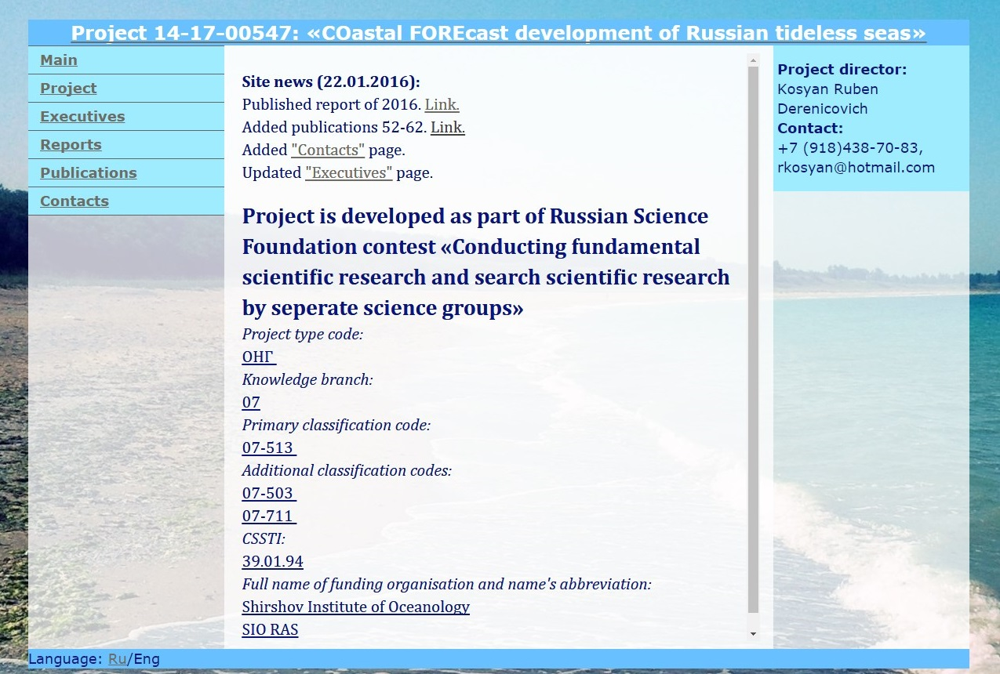 Project 14-17-00547: «COastal FOREcast development of Russian tideless seas»
Main
Project
Executives
Reports
Publications
Contacts
Site news (22.01.2016):
Published report of 2016. Link.
Added publications 52-62. Link.
Added "Contacts" page.
Updated "Executives" page.
Project is developed as part of Russian Science
Foundation contest «Conducting fundamental
scientific research and search scientific research
by seperate science groups»
Project type code:
ОНГ
Knowledge branch:
07
Primary classification code:
07-513
Additional classification codes:
07-503
07-711
CSSTI:
39.01.94
Full name of funding organisation and name's abbreviation:
Shirshov Institute of Oceanology
SIO RAS
Project director:
Kosyan Ruben
Derenicovich
Contact:
+7 (918)438-70-83,
rkosyan@hotmail.com
Language: Ru/Eng